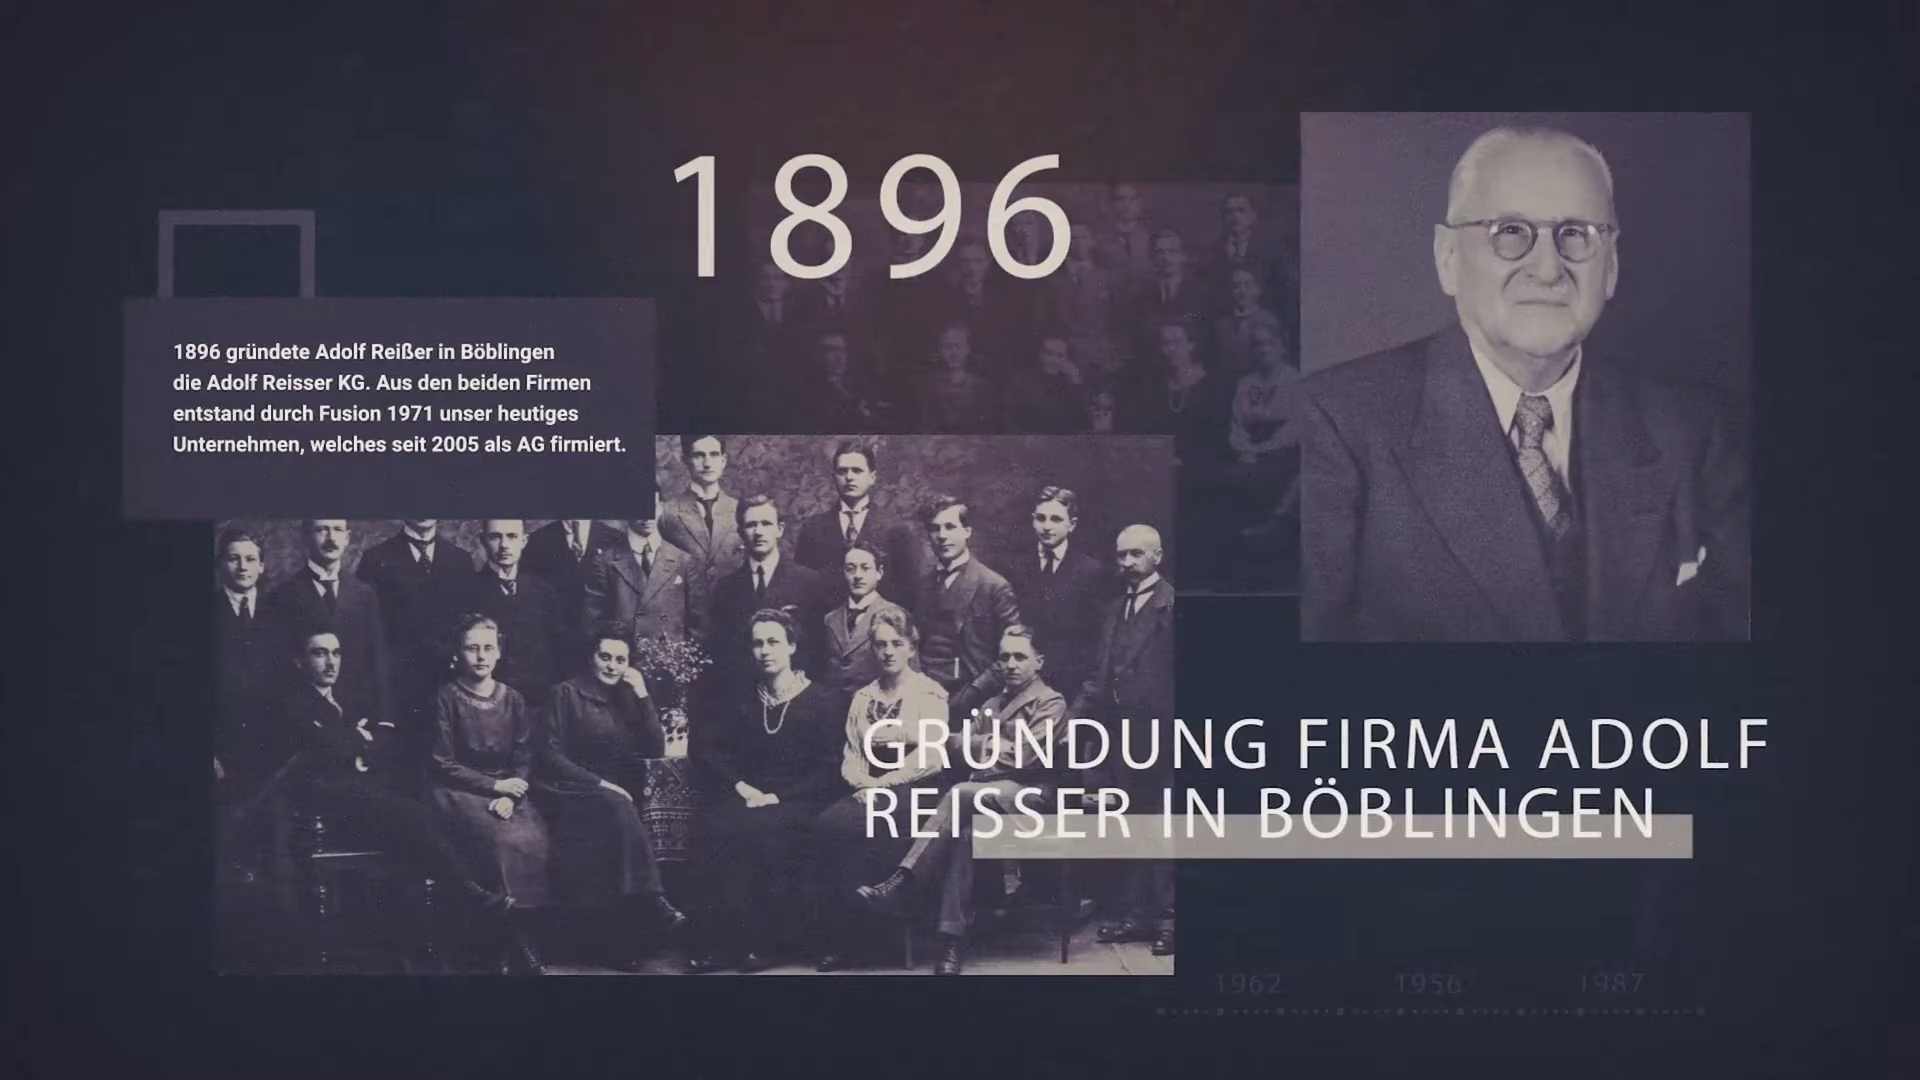 1896
1896 gründete Adolf Reißer in Böblingen
die Adolf Reisser KG. Aus den beiden Firmen
entstand durch Fusion 1971 unser heutiges
Unternehmen, welches seit 2005 als AG firmiert.
GRÜNDUNG FIRMA ADOLF
REISSER IN BÖBLINGEN
1962 1956 1987